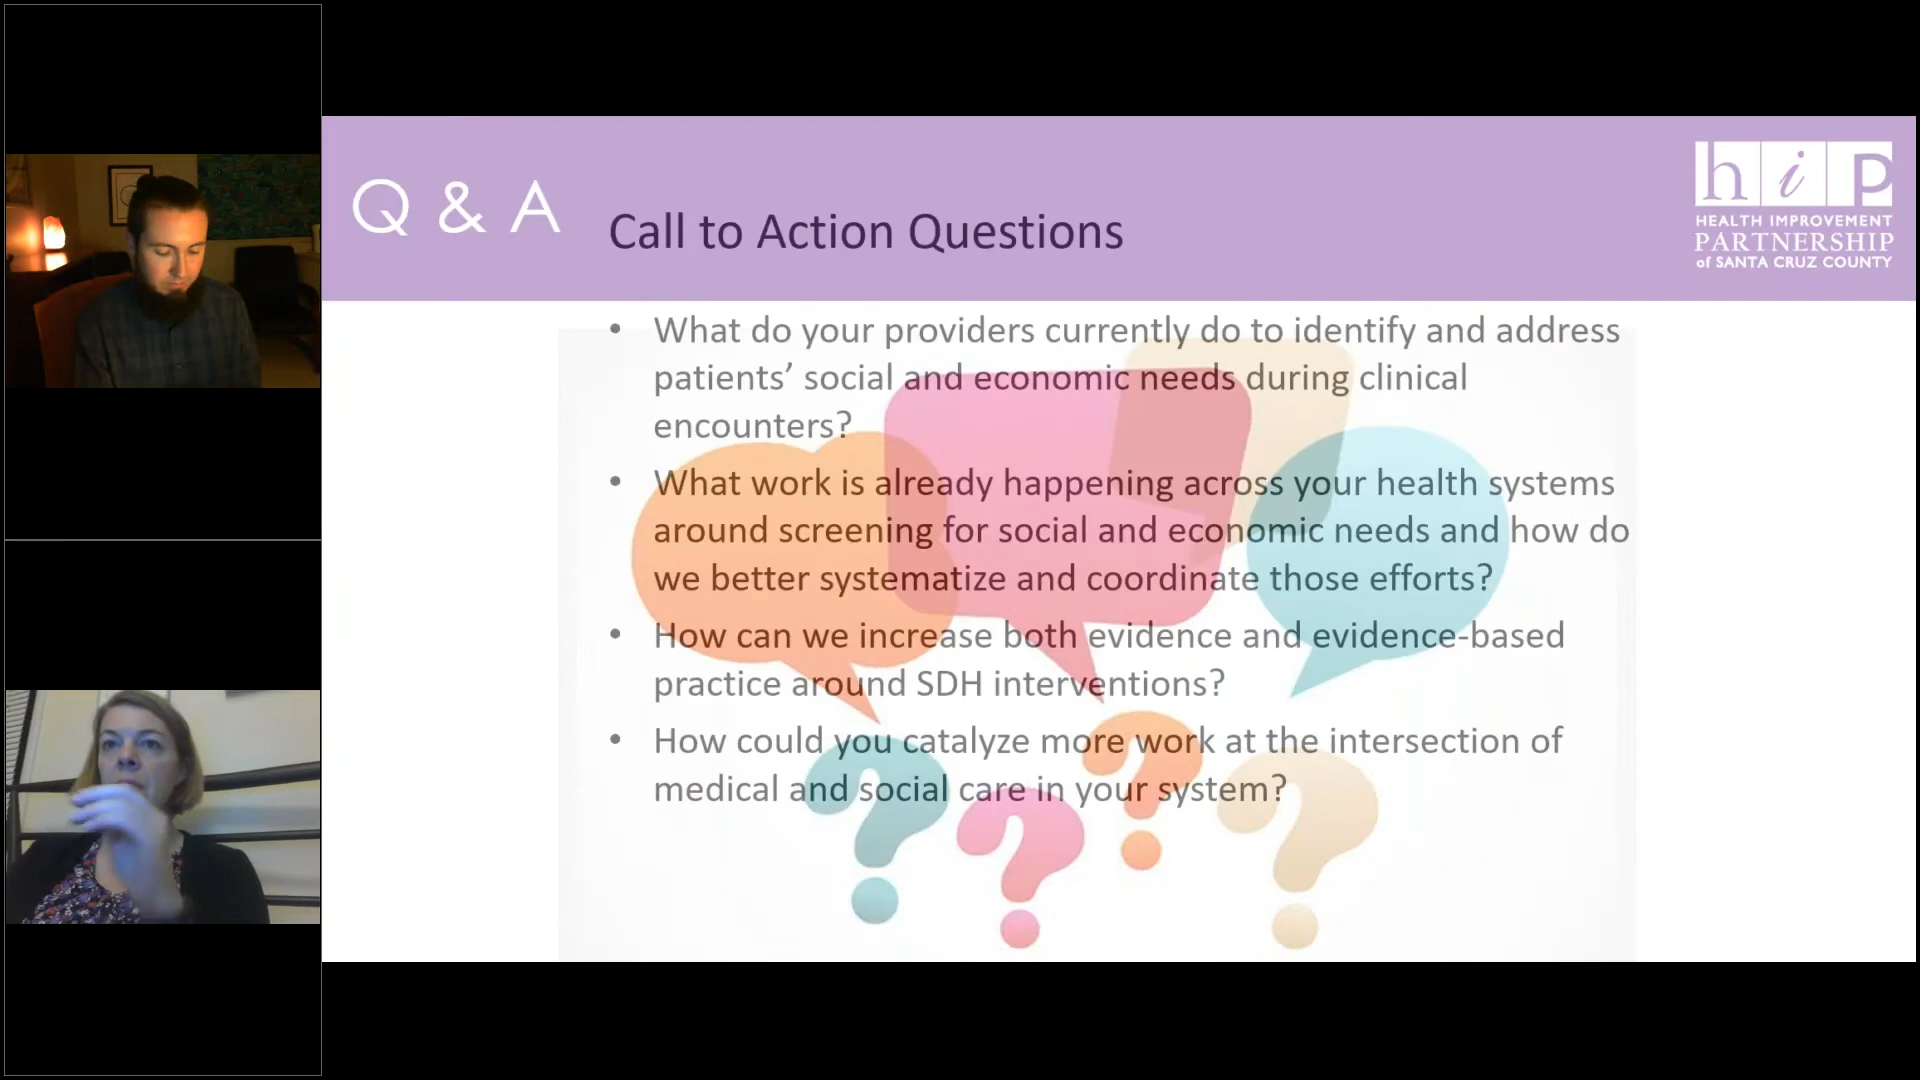 Q & A
Call to Action Questions
hip
HEALTH IMPROVEMENT
PARTNERSHIP
of SANTA CRUZ COUNTY
• What do your providers currently do to identify and address
patients’ social and economic needs during clinical
encounters?
• What work is already happening across your health systems
around screening for social and economic needs and how do
we better systematize and coordinate those efforts?
• How can we increase both evidence and evidence-based
practice around SDH interventions?
• How could you catalyze more work at the intersection of
medical and social care in your system?